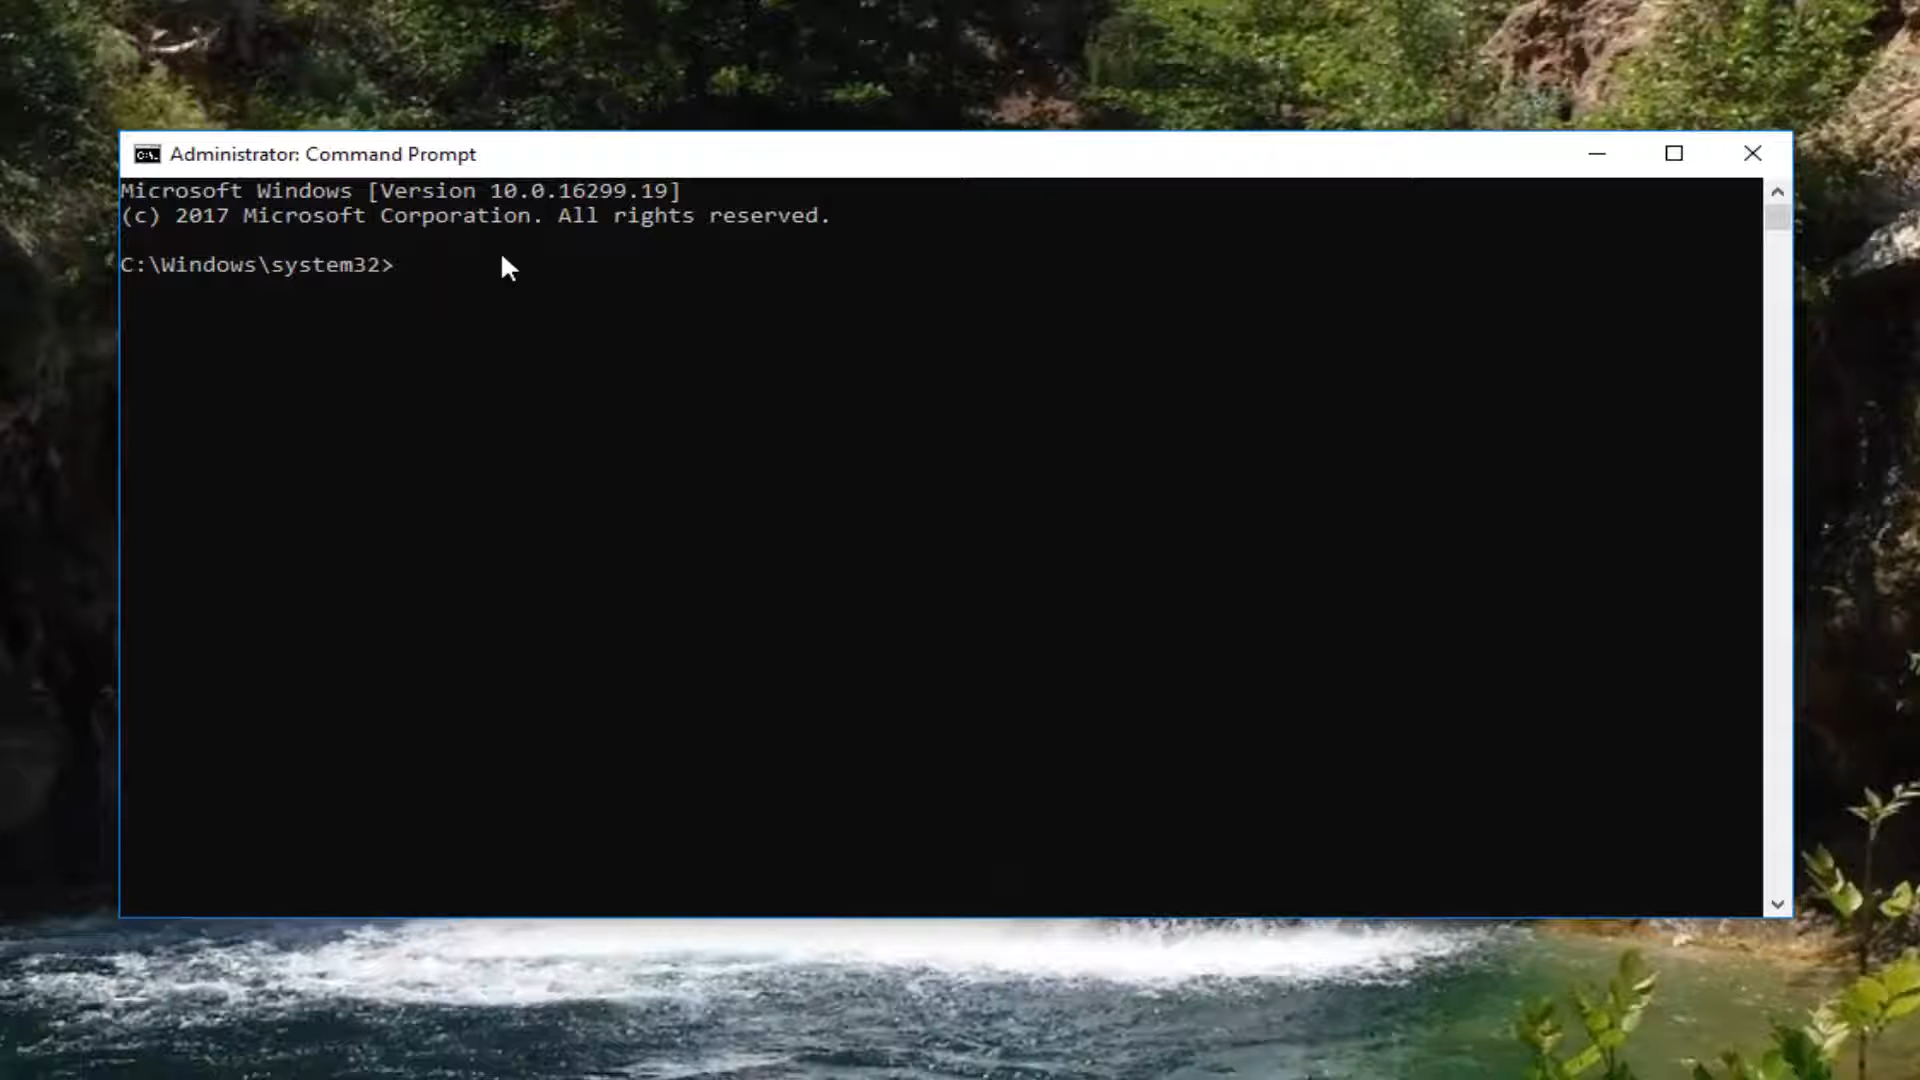 Administrator: Command Prompt
Microsoft Windows [Version 10.0.16299.19]
(c) 2017 Microsoft Corporation. All rights reserved.
C:\Windows\system32>